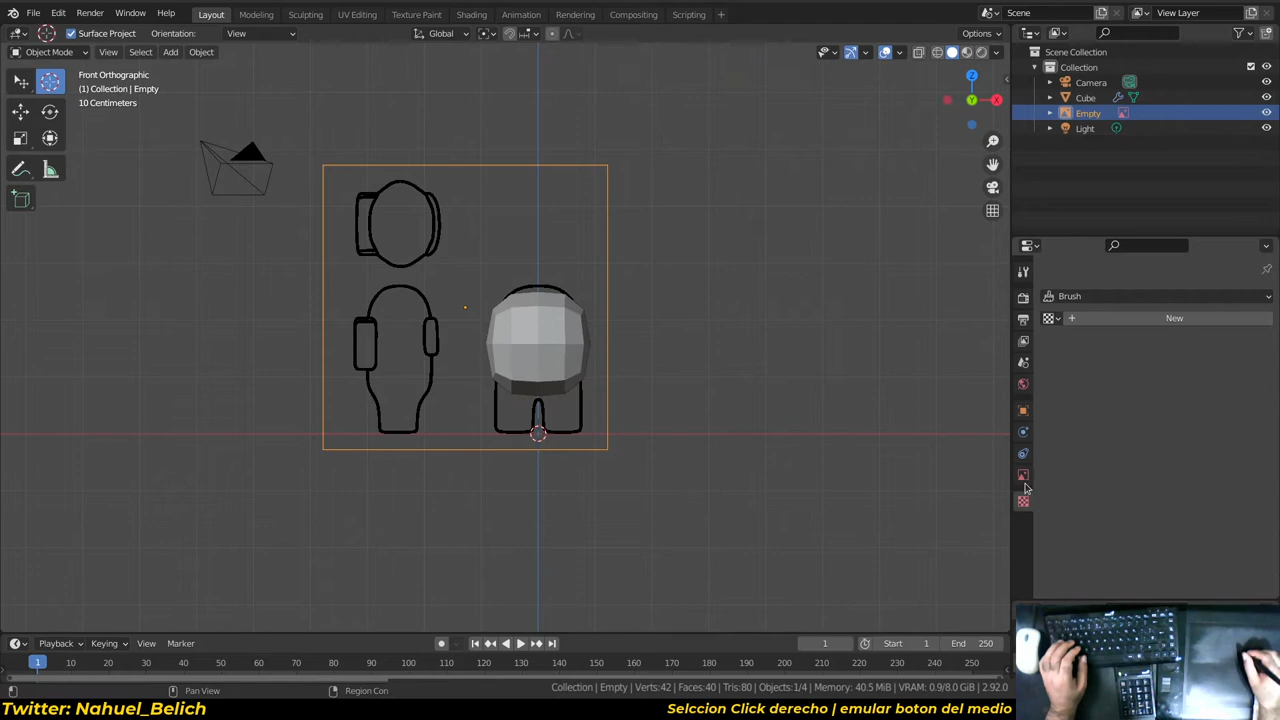 File Edit Render Window Help
Layout Modeling Sculpting UV Editing Texture Paint Shading Animation Rendering Compositing Scripting
Scene
View Layer
Surface Project Orientation: View
Global
Options
Object Mode View Select Add Object
Front Orthographic
(1) Collection | Empty
10 Centimeters
Z
Y
X
Scene Collection
Collection
Camera
Cube
Empty
Light
Brush
New
Playback Keying View Marker
1 Start 1 End 250
1 10 20 30 40 50 60 70 80 90 100 110 120 130 140 150 160 170 180 190 200 210 220 230 240 250
Pan View Region Con
Collection | Empty | Verts:42 | Faces:40 | Tris:80 | Objects:1/4 | Memory: 40.5 MiB | VRAM: 0.9/8.0 GiB | 2.92.0
Twitter: Nahuel_Belich
Selccion Click derecho | emular boton del medio